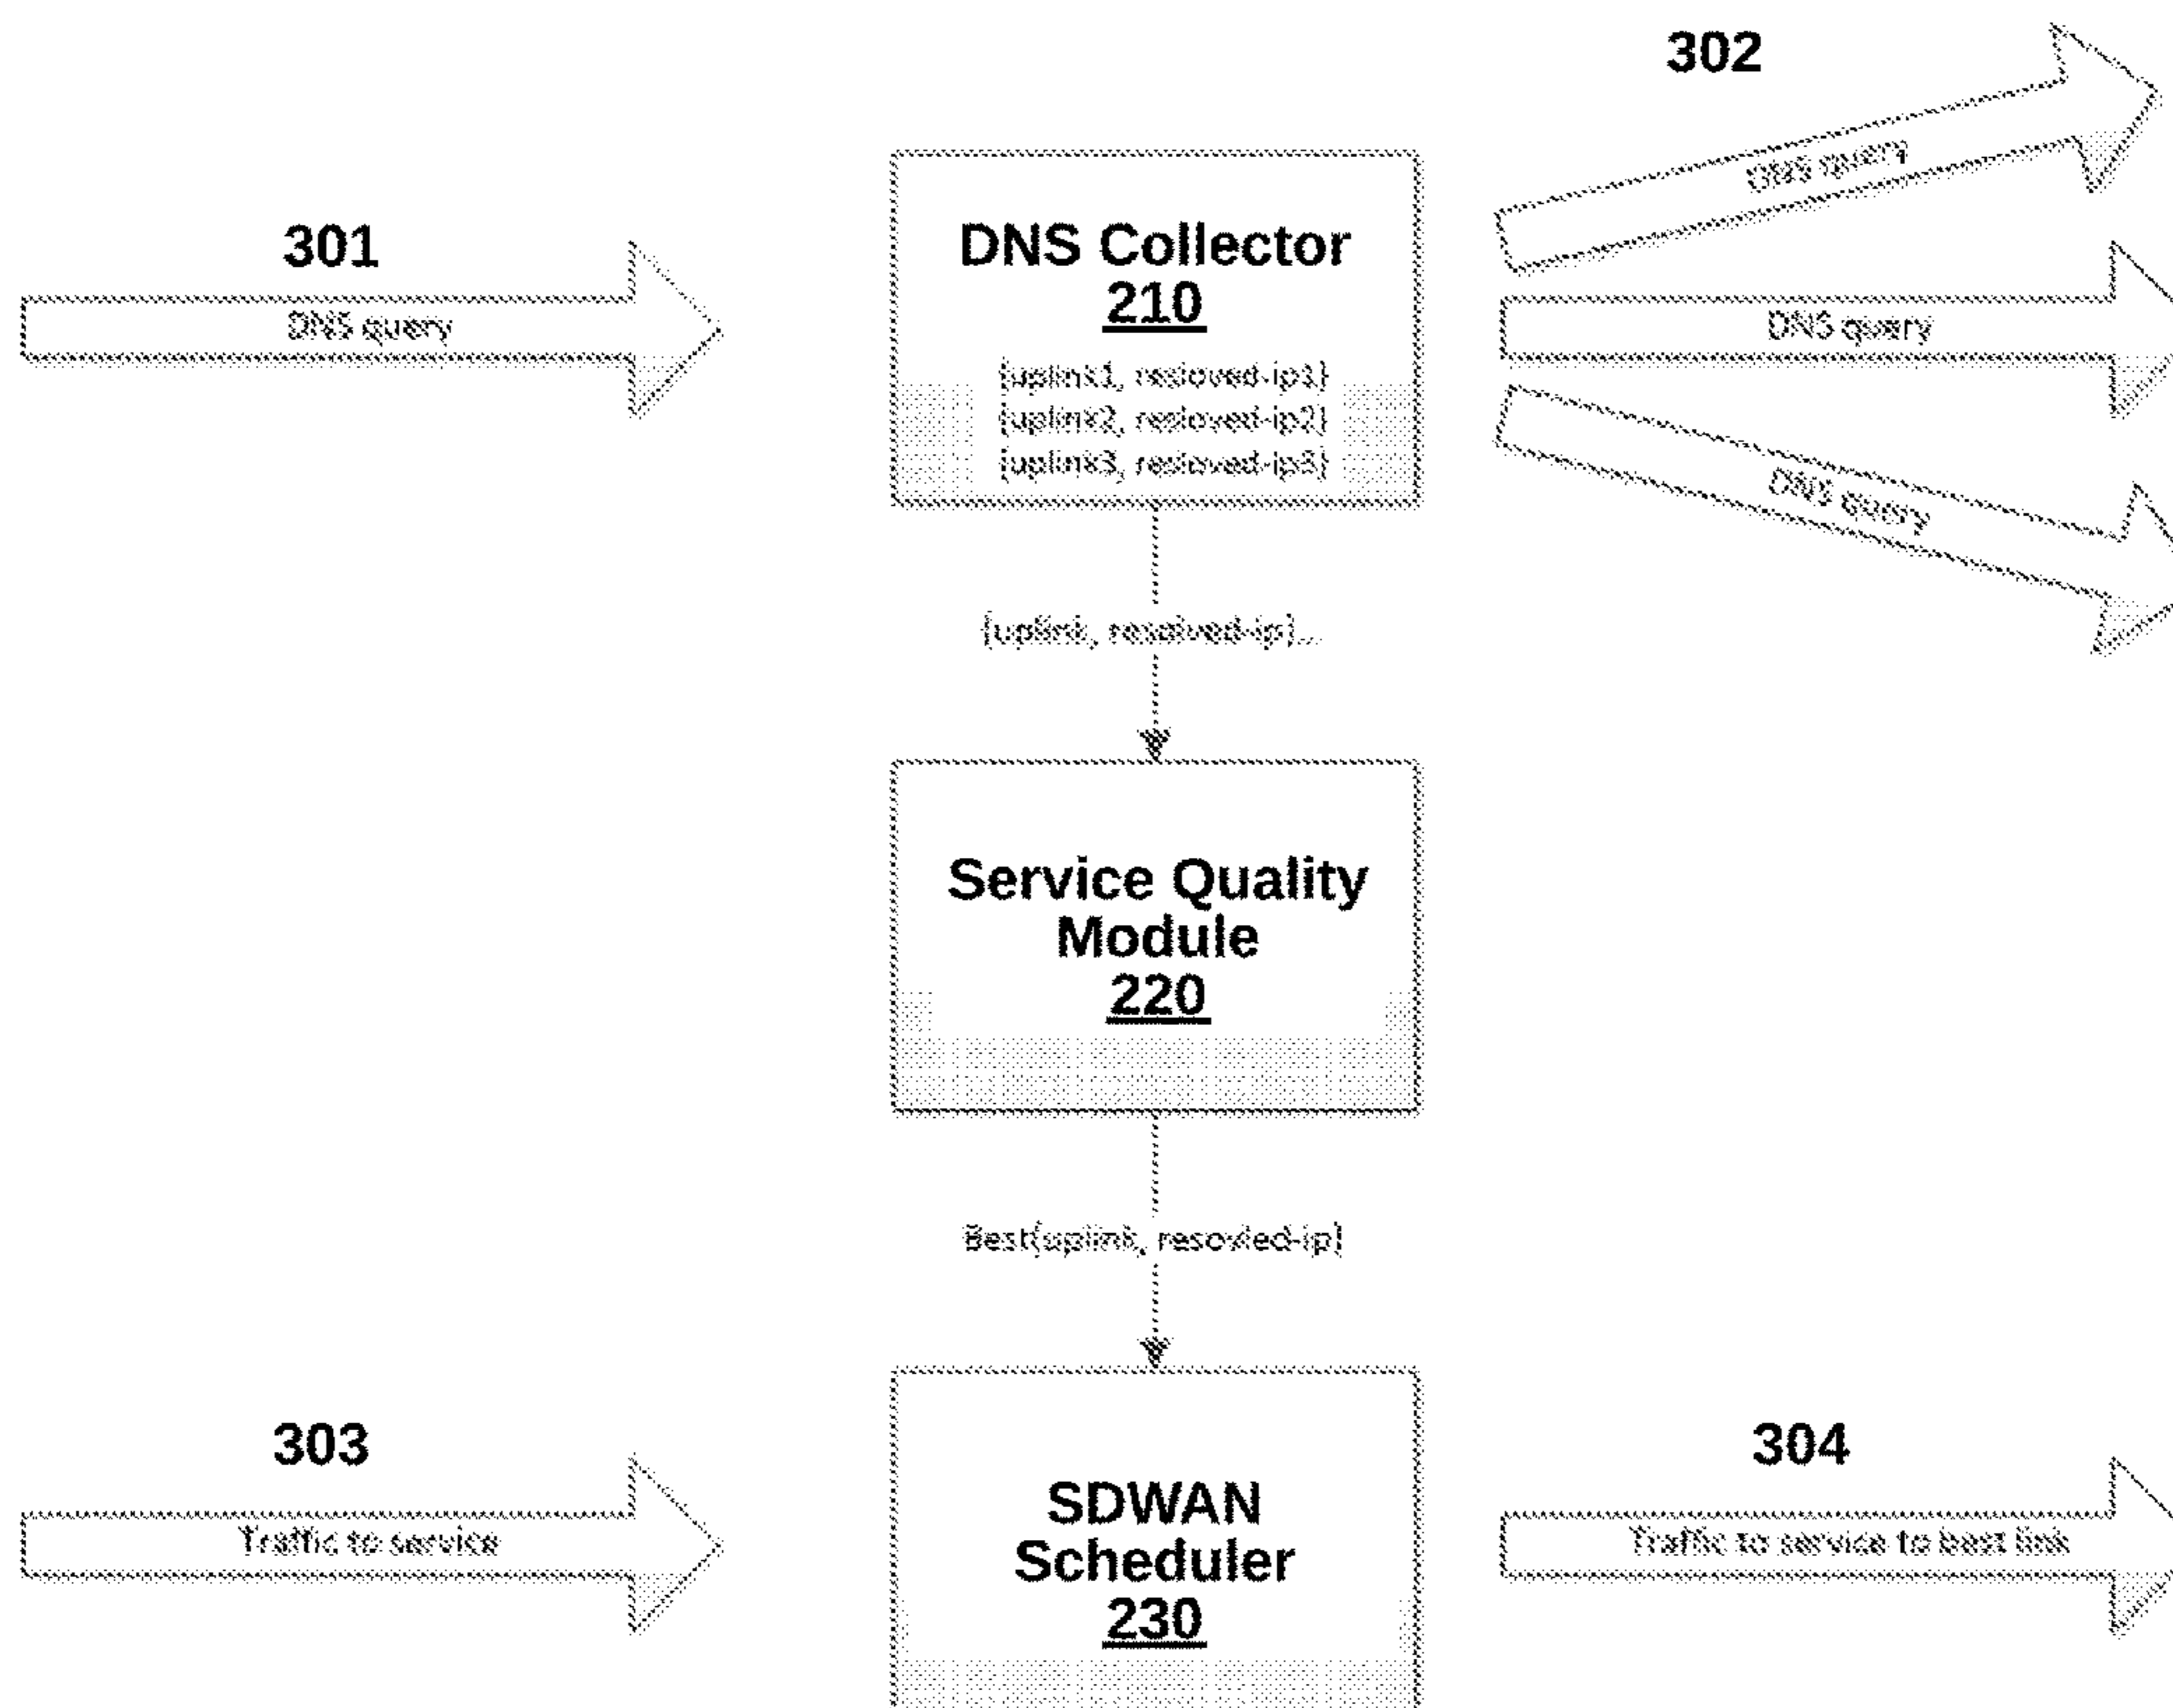 302
DNS query
301
DNS query
DNS Collector
210
{uplink1, resloved-ip1}
{uplink2, resloved-ip2}
{uplink3, resloved-ip3}
DNS query
DNS query
{uplink, resolved-ip}...
Service Quality
Module
220
Best{uplink, resovled-ip}
303
Traffic to service
SDWAN
Scheduler
230
304
Traffic to service to best link